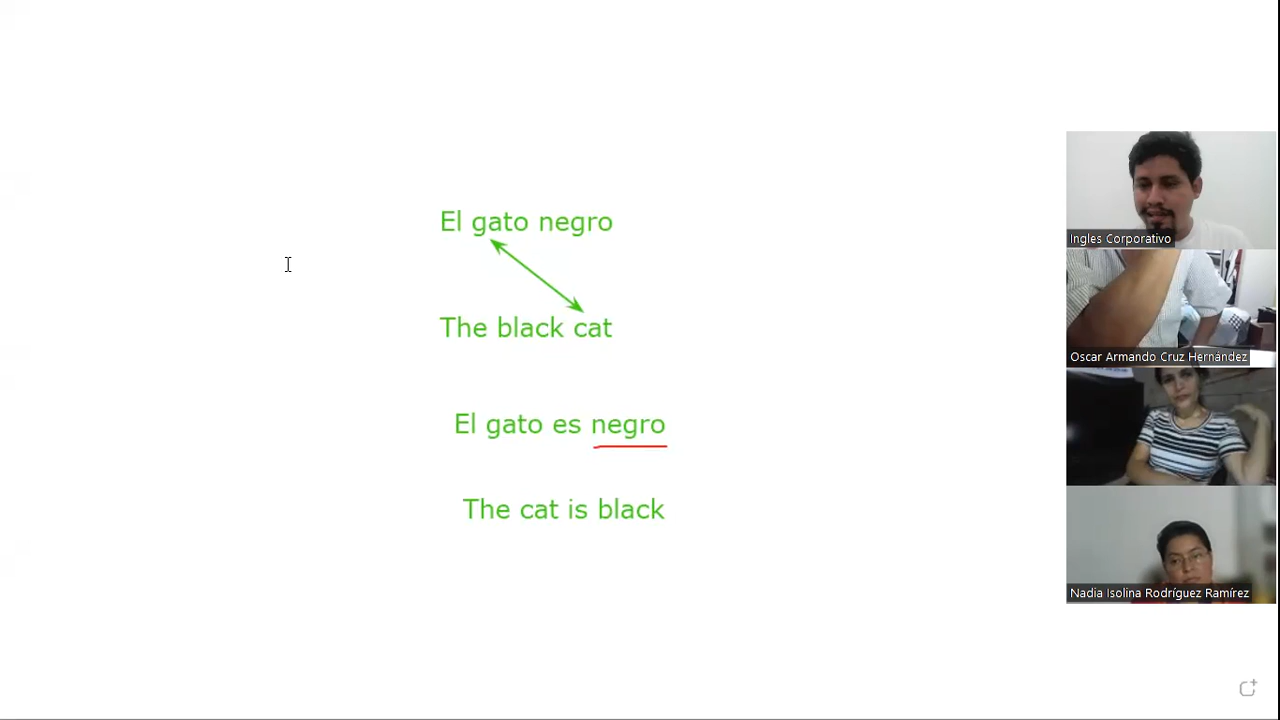 El gato negro
The black cat
El gato es negro
The cat is black
Ingles Corporativo
Oscar Armando Cruz Hernández
Nadia Isolina Rodríguez Ramírez